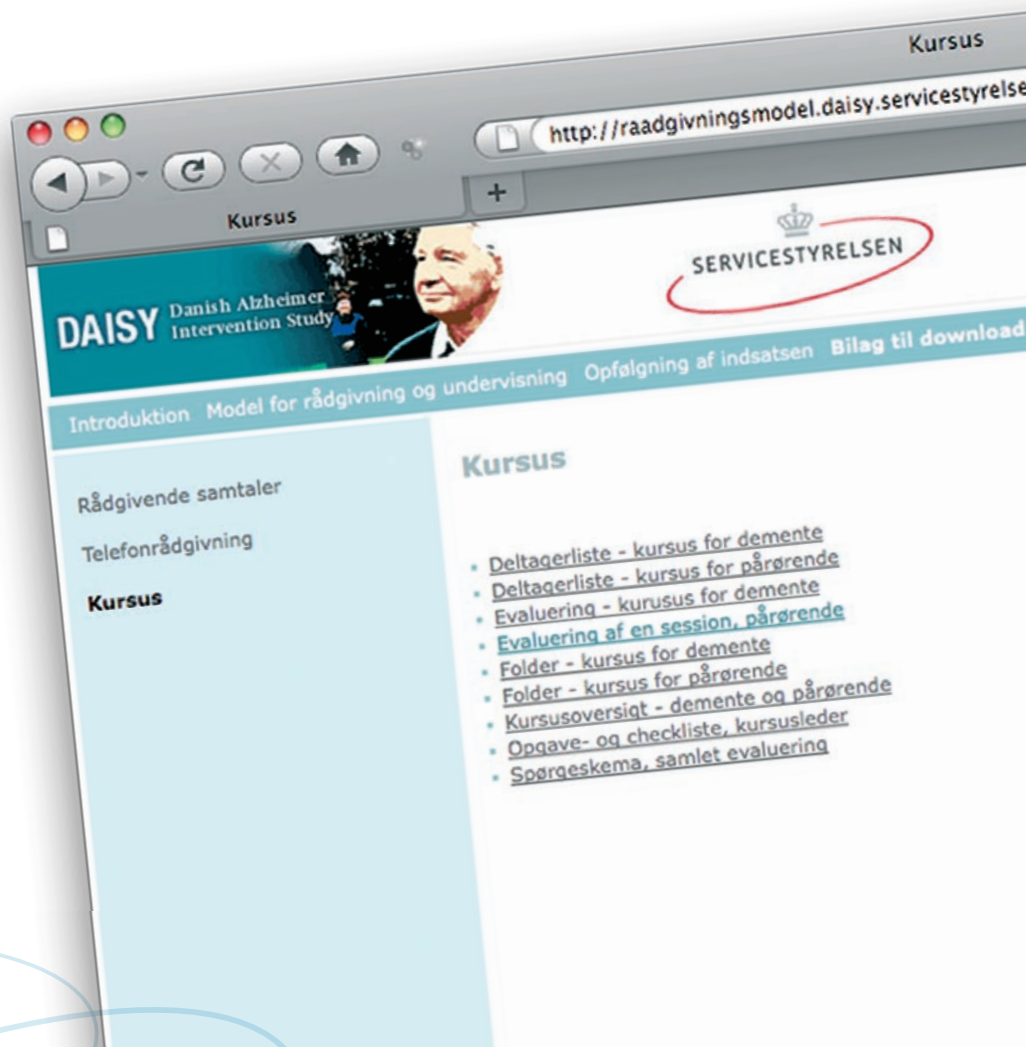 Kursus
http://raadgivningsmodel.daisy.servicestyrelse
Kursus
DAISY Danish Alzheimer
Intervention Study
SERVICESTYRELSEN
Introduktion Model for rådgivning og undervisning Opfølgning af indsatsen Bilag til download
Rådgivende samtaler
Telefonrådgivning
Kursus
Kursus
Deltagerliste - kursus for demente
Deltagerliste - kursus for pårørende
Evaluering - kurusus for demente
Evaluering af en session, pårørende
Folder - kursus for demente
Folder - kursus for pårørende
Kursusoversigt - demente og pårørende
Opgave- og checkliste, kursusleder
Spørgeskema, samlet evaluering